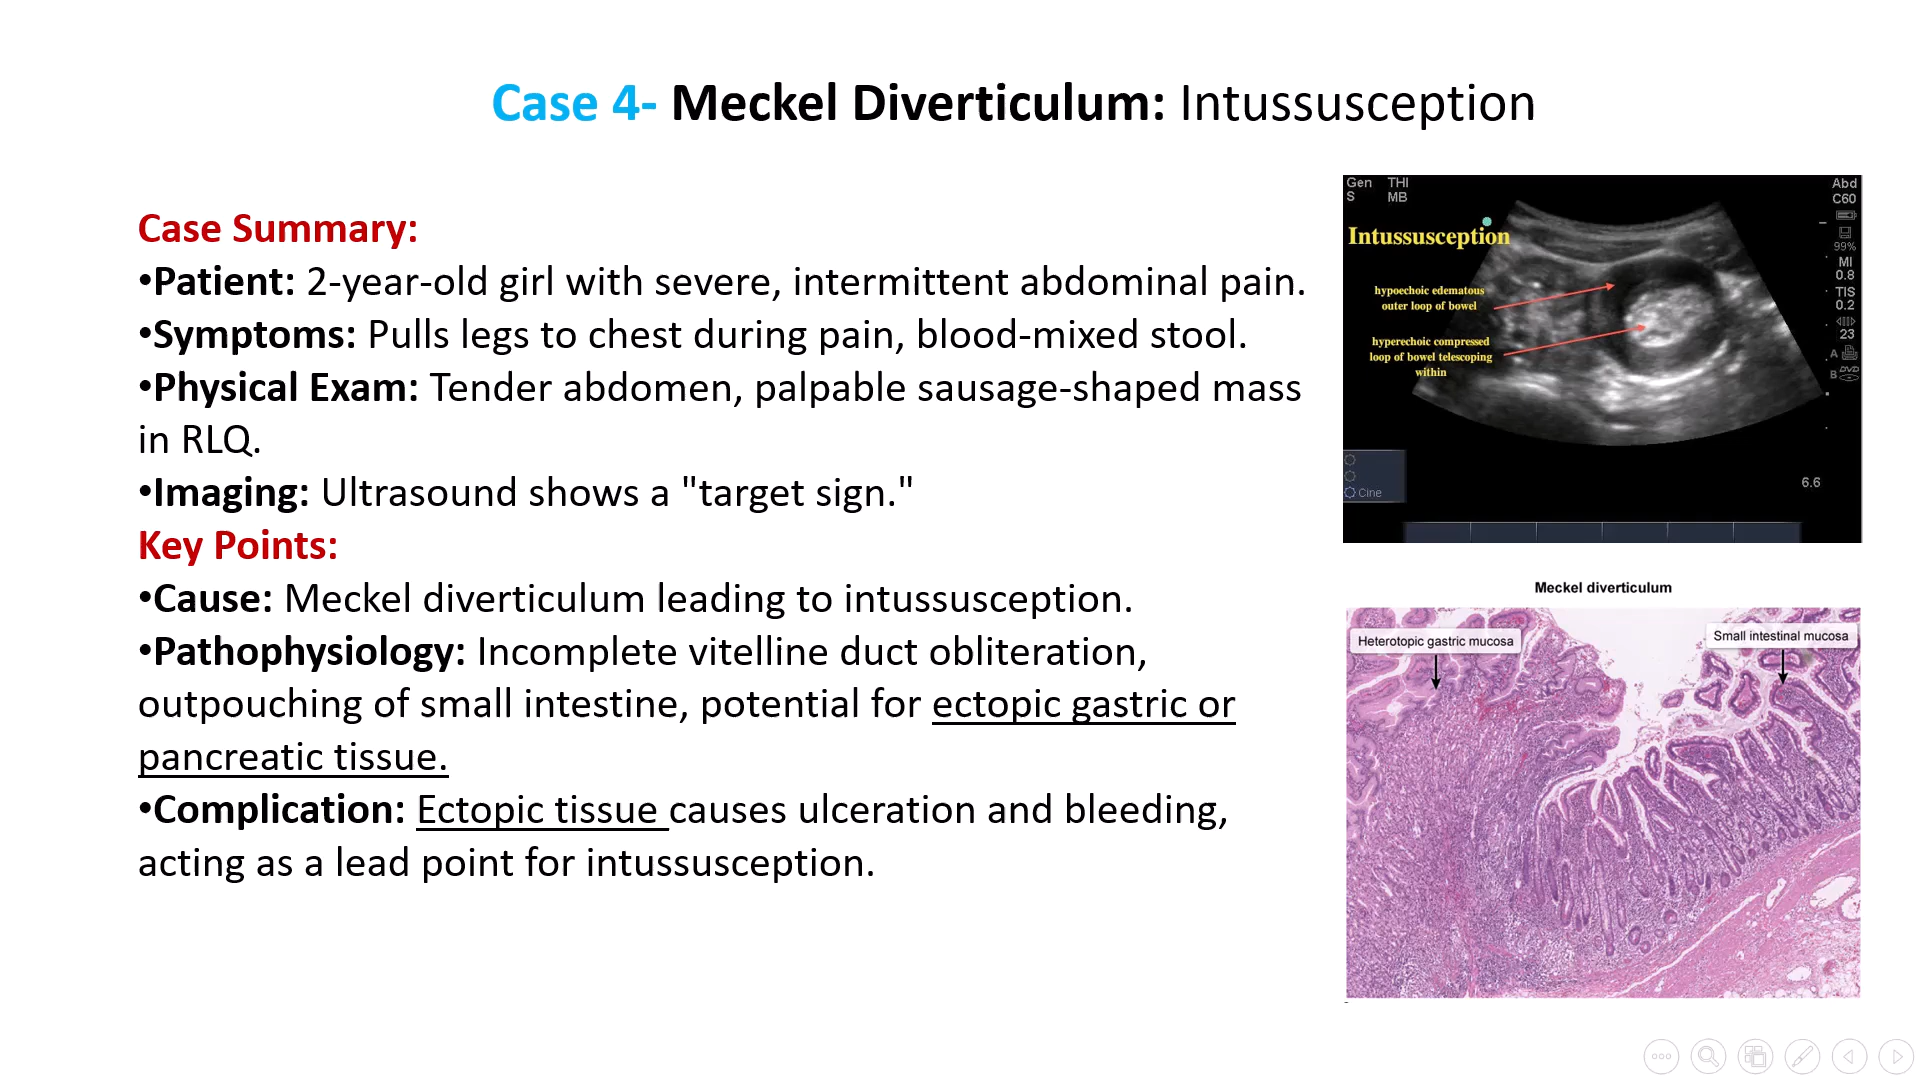 Case 4- Meckel Diverticulum: Intussusception
Case Summary:
•Patient: 2-year-old girl with severe, intermittent abdominal pain.
•Symptoms: Pulls legs to chest during pain, blood-mixed stool.
•Physical Exam: Tender abdomen, palpable sausage-shaped mass
in RLQ.
•Imaging: Ultrasound shows a "target sign."
Key Points:
•Cause: Meckel diverticulum leading to intussusception.
•Pathophysiology: Incomplete vitelline duct obliteration,
outpouching of small intestine, potential for ectopic gastric or
pancreatic tissue.
•Complication: Ectopic tissue causes ulceration and bleeding,
acting as a lead point for intussusception.
Gen THI
S MB
Abd
C60
Intussusception
hypoechoic edematous
outer loop of bowel
hyperechoic compressed
loop of bowel telescoping
within
99%
MI
0.8
TIS
0.2
23
A
B DVD
6.6
Cine
Meckel diverticulum
Heterotopic gastric mucosa
Small intestinal mucosa